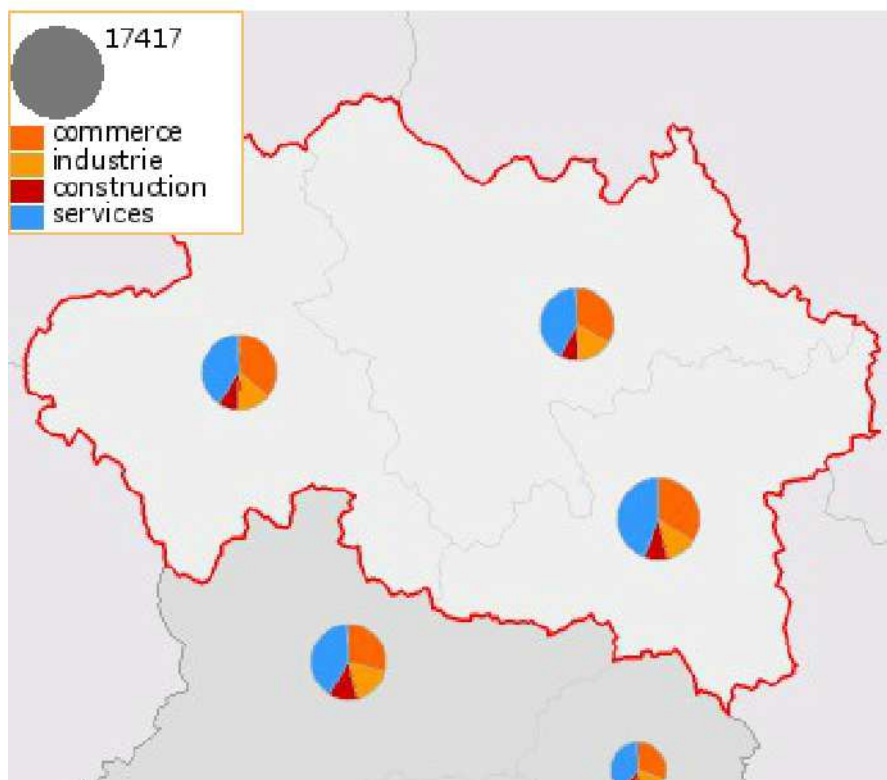 17417
commerce
industrie
construction
services